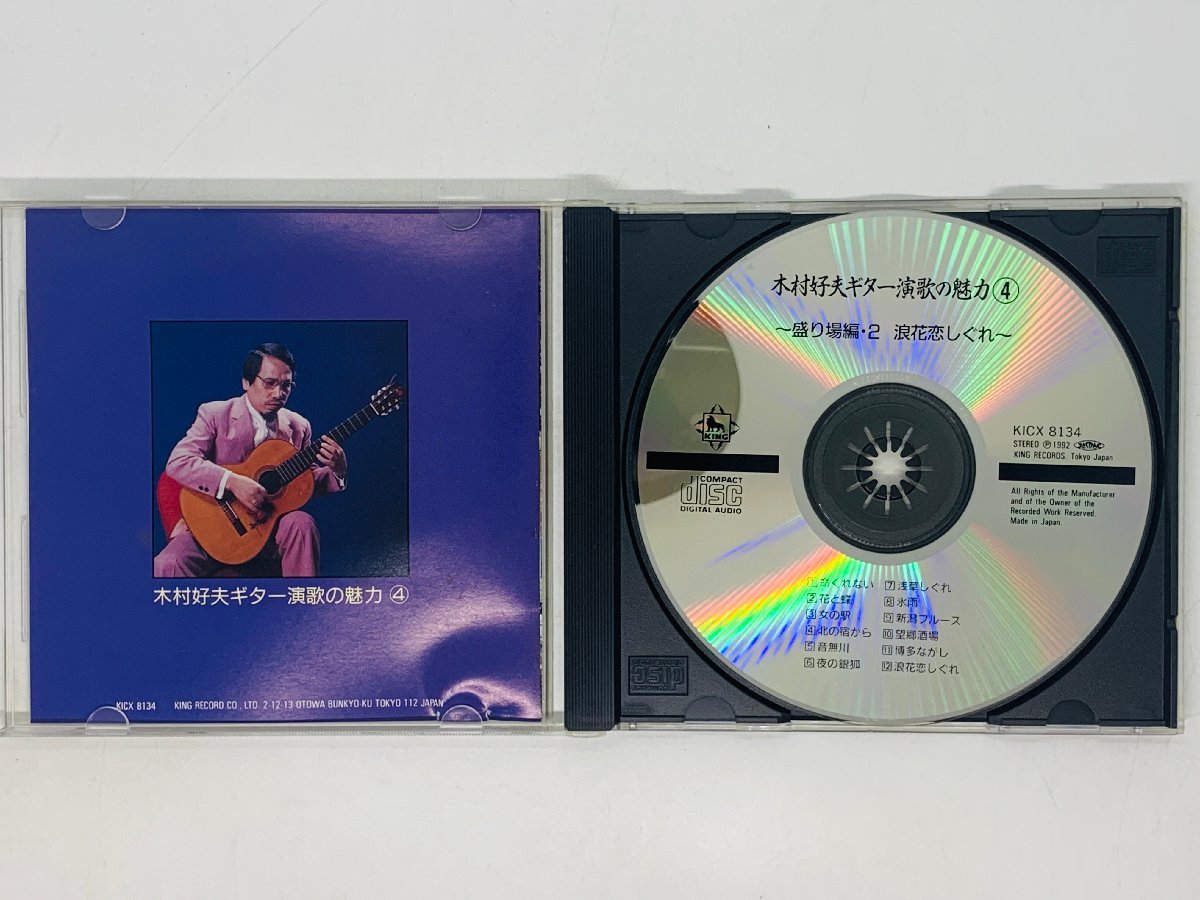 木村好夫ギター演歌の魅力④
KICX 8134 KING RECORD CO., LTD. 2-12-13 OTOWA BUNKYO-KU TOKYO 112 JAPAN
木村好夫ギター演歌の魅力④
〜盛り場編・2 浪花恋しぐれ〜
KING
COMPACT
disc
DIGITAL AUDIO
KICX 8134
STEREO Ⓟ1992 JASRAC
KING RECORDS. Tokyo Japan
All Rights of the Manufacturer
and of the Owner of the
Recorded Work Reserved.
Made in Japan.
1 くれない
2 花と蝶
3 女の駅
4 北の宿から
5 音無川
6 夜の銀狐
7 浅草しぐれ
8 氷雨
9 新潟ブルース
10 望郷酒場
11 博多ながし
12 浪花恋しぐれ